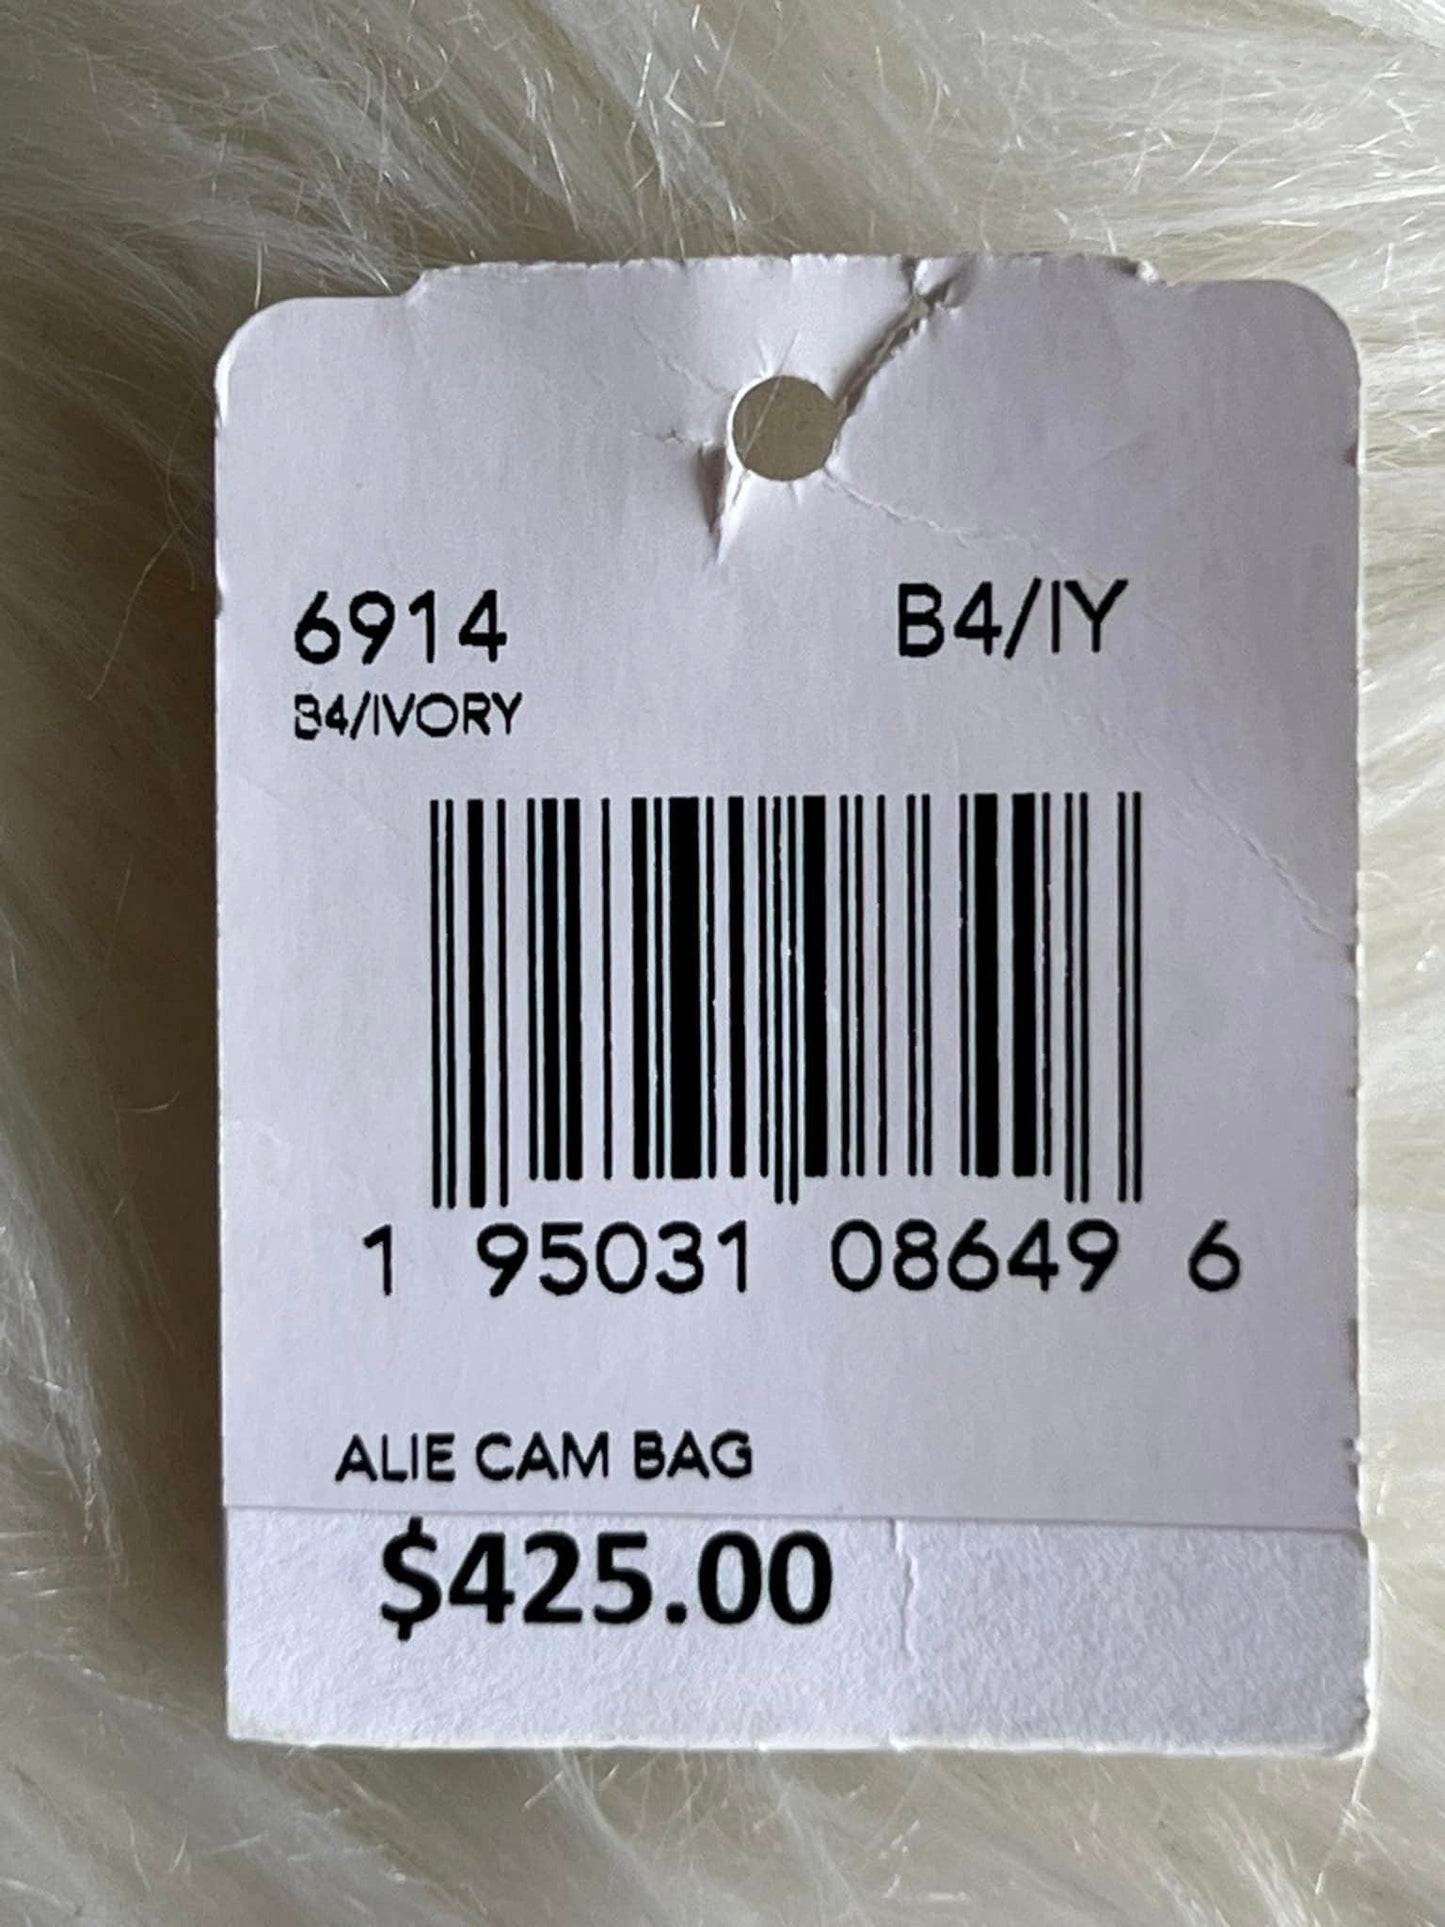 6914 B4/IY
B4/IVORY
1 95031 08649 6
ALIE CAM BAG
$425.00